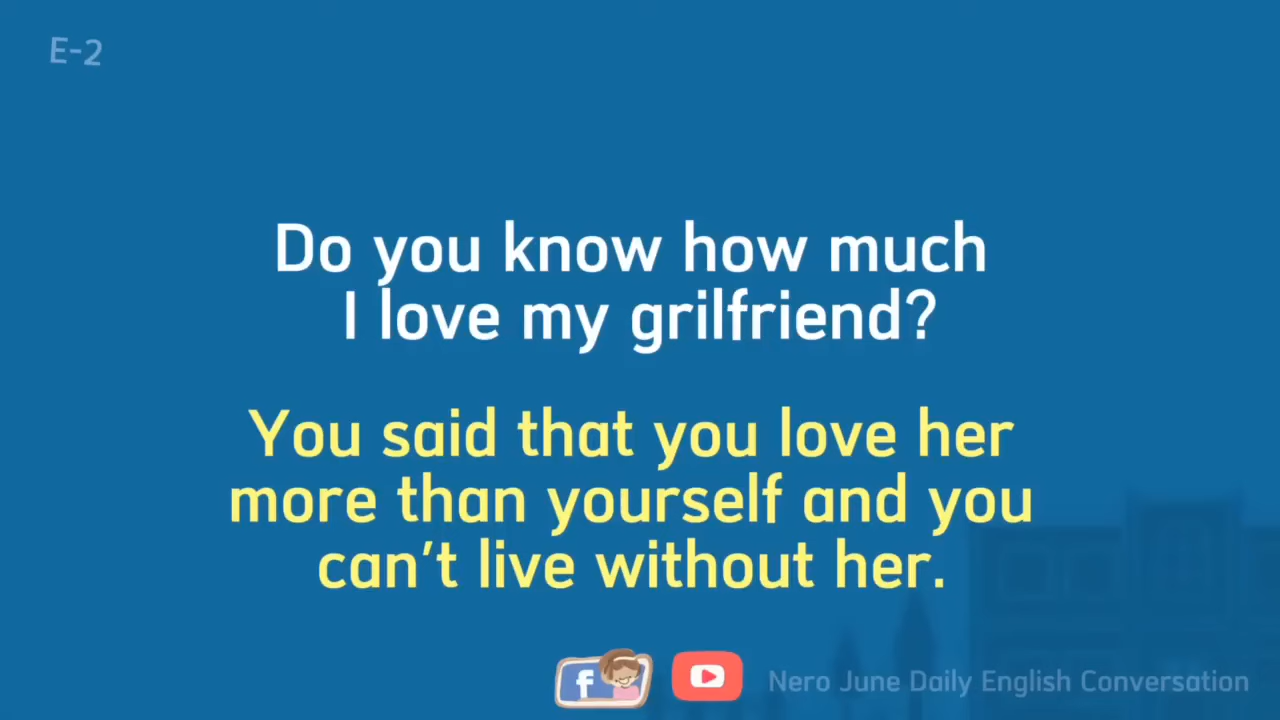 E-2
Do you know how much
I love my grilfriend?
You said that you love her
more than yourself and you
can't live without her.
f
Nero June Daily English Conversation